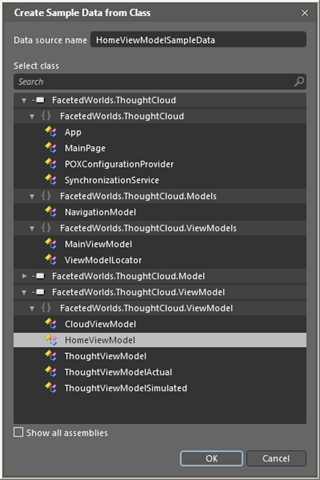 Create Sample Data from Class
Data source name HomeViewModelSampleData
Select class
Search
FacetedWorlds.ThoughtCloud
{} FacetedWorlds.ThoughtCloud
App
MainPage
POXConfigurationProvider
SynchronizationService
{} FacetedWorlds.ThoughtCloud.Models
NavigationModel
{} FacetedWorlds.ThoughtCloud.ViewModels
MainViewModel
ViewModelLocator
FacetedWorlds.ThoughtCloud.Model
FacetedWorlds.ThoughtCloud.ViewModel
{} FacetedWorlds.ThoughtCloud.ViewModel
CloudViewModel
HomeViewModel
ThoughtViewModel
ThoughtViewModelActual
ThoughtViewModelSimulated
Show all assemblies
OK Cancel